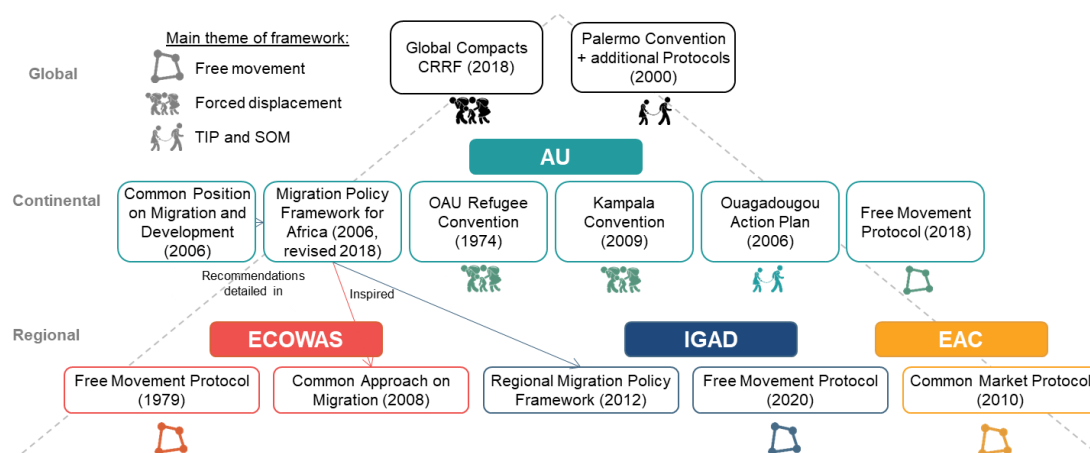 Main theme of framework:
Free movement
Forced displacement
TIP and SOM
Global
Global Compacts
CRRF (2018)
Palermo Convention
+ additional Protocols
(2000)
AU
Continental
Common Position
on Migration and
Development
(2006)
Migration Policy
Framework for
Africa (2006,
revised 2018)
OAU Refugee
Convention
(1974)
Kampala
Convention
(2009)
Ouagadougou
Action Plan
(2006)
Free Movement
Protocol (2018)
Recommendations
detailed in
Inspired
Regional
ECOWAS
IGAD
EAC
Free Movement Protocol
(1979)
Common Approach on
Migration (2008)
Regional Migration Policy
Framework (2012)
Free Movement Protocol
(2020)
Common Market Protocol
(2010)